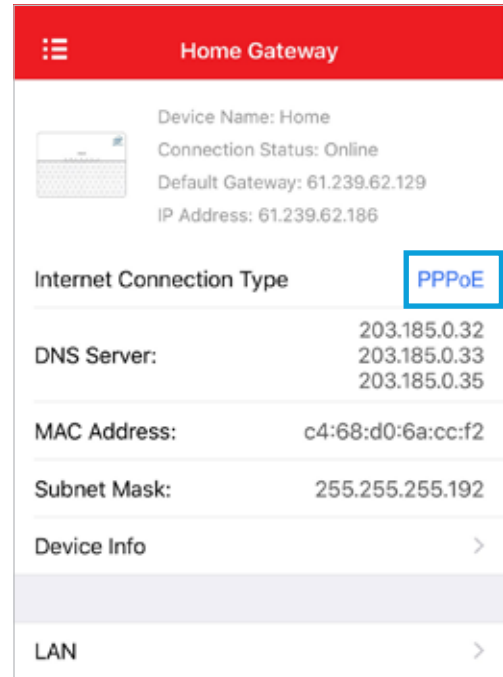 Home Gateway
Device Name: Home
Connection Status: Online
Default Gateway: 61.239.62.129
IP Address: 61.239.62.186
Internet Connection Type PPPoE
DNS Server: 203.185.0.32
203.185.0.33
203.185.0.35
MAC Address: c4:68:d0:6a:cc:f2
Subnet Mask: 255.255.255.192
Device Info
LAN